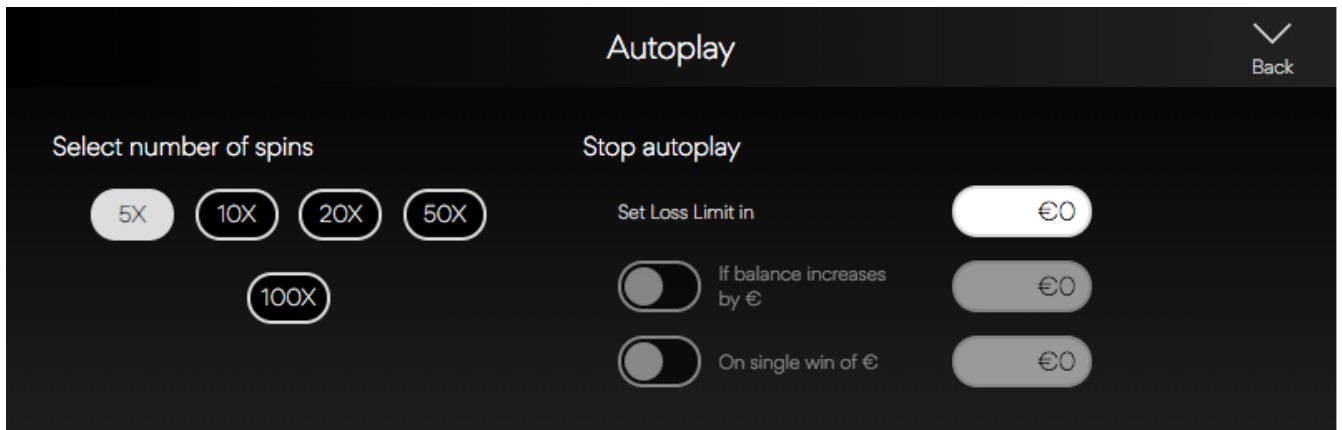 Autoplay
Back
Select number of spins
5X 10X 20X 50X
100X
Stop autoplay
Set Loss Limit in €0
If balance increases
by € €0
On single win of € €0